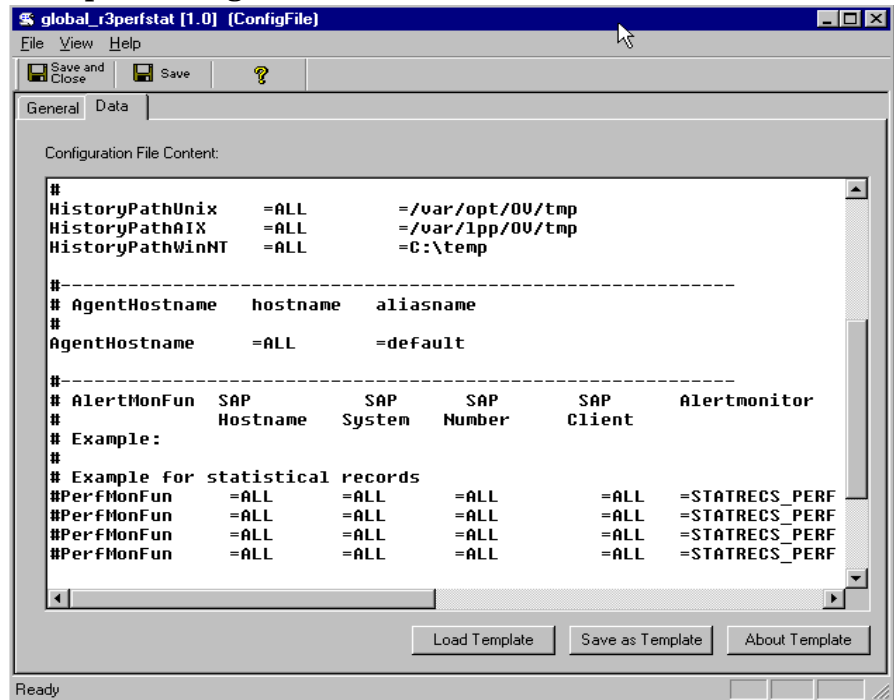 global_r3perfstat [1.0] (ConfigFile)
File View Help
Save and Close Save
General Data
Configuration File Content:
#
HistoryPathUnix =ALL =/var/opt/OV/tmp
HistoryPathAIX =ALL =/var/lpp/OV/tmp
HistoryPathWinNT =ALL =C:\temp
#------------------------------------------------------------
# AgentHostname hostname aliasname
#
AgentHostname =ALL =default
#------------------------------------------------------------
# AlertMonFun SAP SAP SAP SAP Alertmonitor
# Hostname System Number Client
# Example:
#
# Example for statistical records
#PerfMonFun =ALL =ALL =ALL =ALL =STATRECS_PERF
#PerfMonFun =ALL =ALL =ALL =ALL =STATRECS_PERF
#PerfMonFun =ALL =ALL =ALL =ALL =STATRECS_PERF
#PerfMonFun =ALL =ALL =ALL =ALL =STATRECS_PERF
Load Template Save as Template About Template
Ready